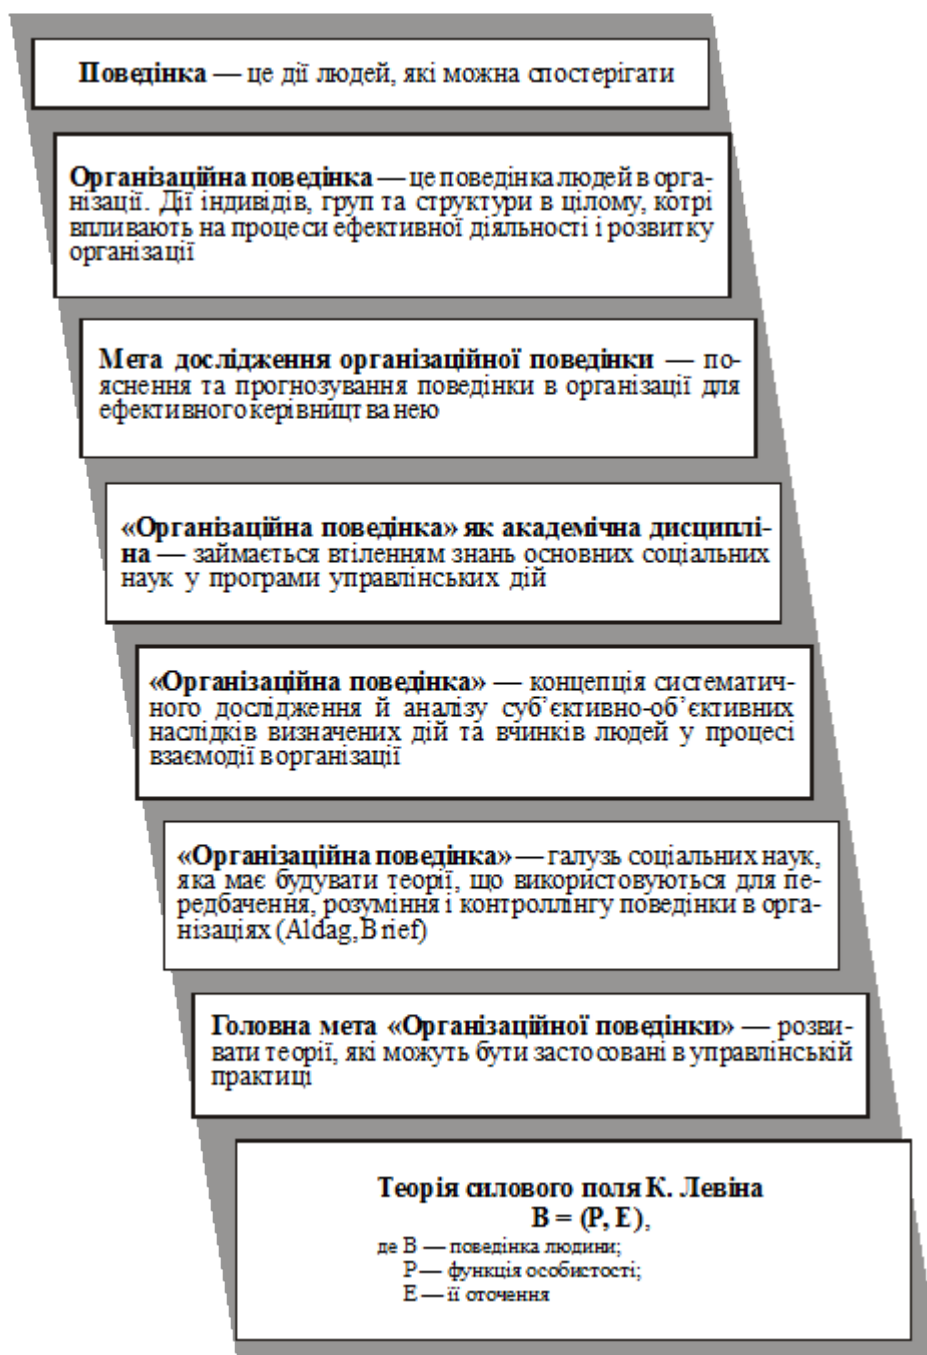 Поведінка — це дії людей, які можна спостерігати
Організаційна поведінка — це поведінка людей в орга-
нізації. Дії індивідів, груп та структури в цілому, котрі
впливають на процеси ефективної діяльності і розвитку
організації
Мета дослідження організаційної поведінки — по-
яснення та прогнозування поведінки в організації для
ефективного керівництва нею
«Організаційна поведінка» як академічна дисциплі-
на — займається втіленням знань основних соціальних
наук у програми управлінських дій
«Організаційна поведінка» — концепція систематич-
ного дослідження й аналізу суб’єктивно-об’єктивних
наслідків визначених дій та вчинків людей у процесі
взаємодії в організації
«Організаційна поведінка» — галузь соціальних наук,
яка має будувати теорії, що використовуються для пе-
редбачення, розуміння і контроллінгу поведінки в орга-
нізаціях (Aldag, Brief)
Головна мета «Організаційної поведінки» — розви-
вати теорії, які можуть бути застосовані в управлінській
практиці
Теорія силового поля К. Левіна
B = (P, E),
де B — поведінка людини;
P — функція особистості;
E — її оточення